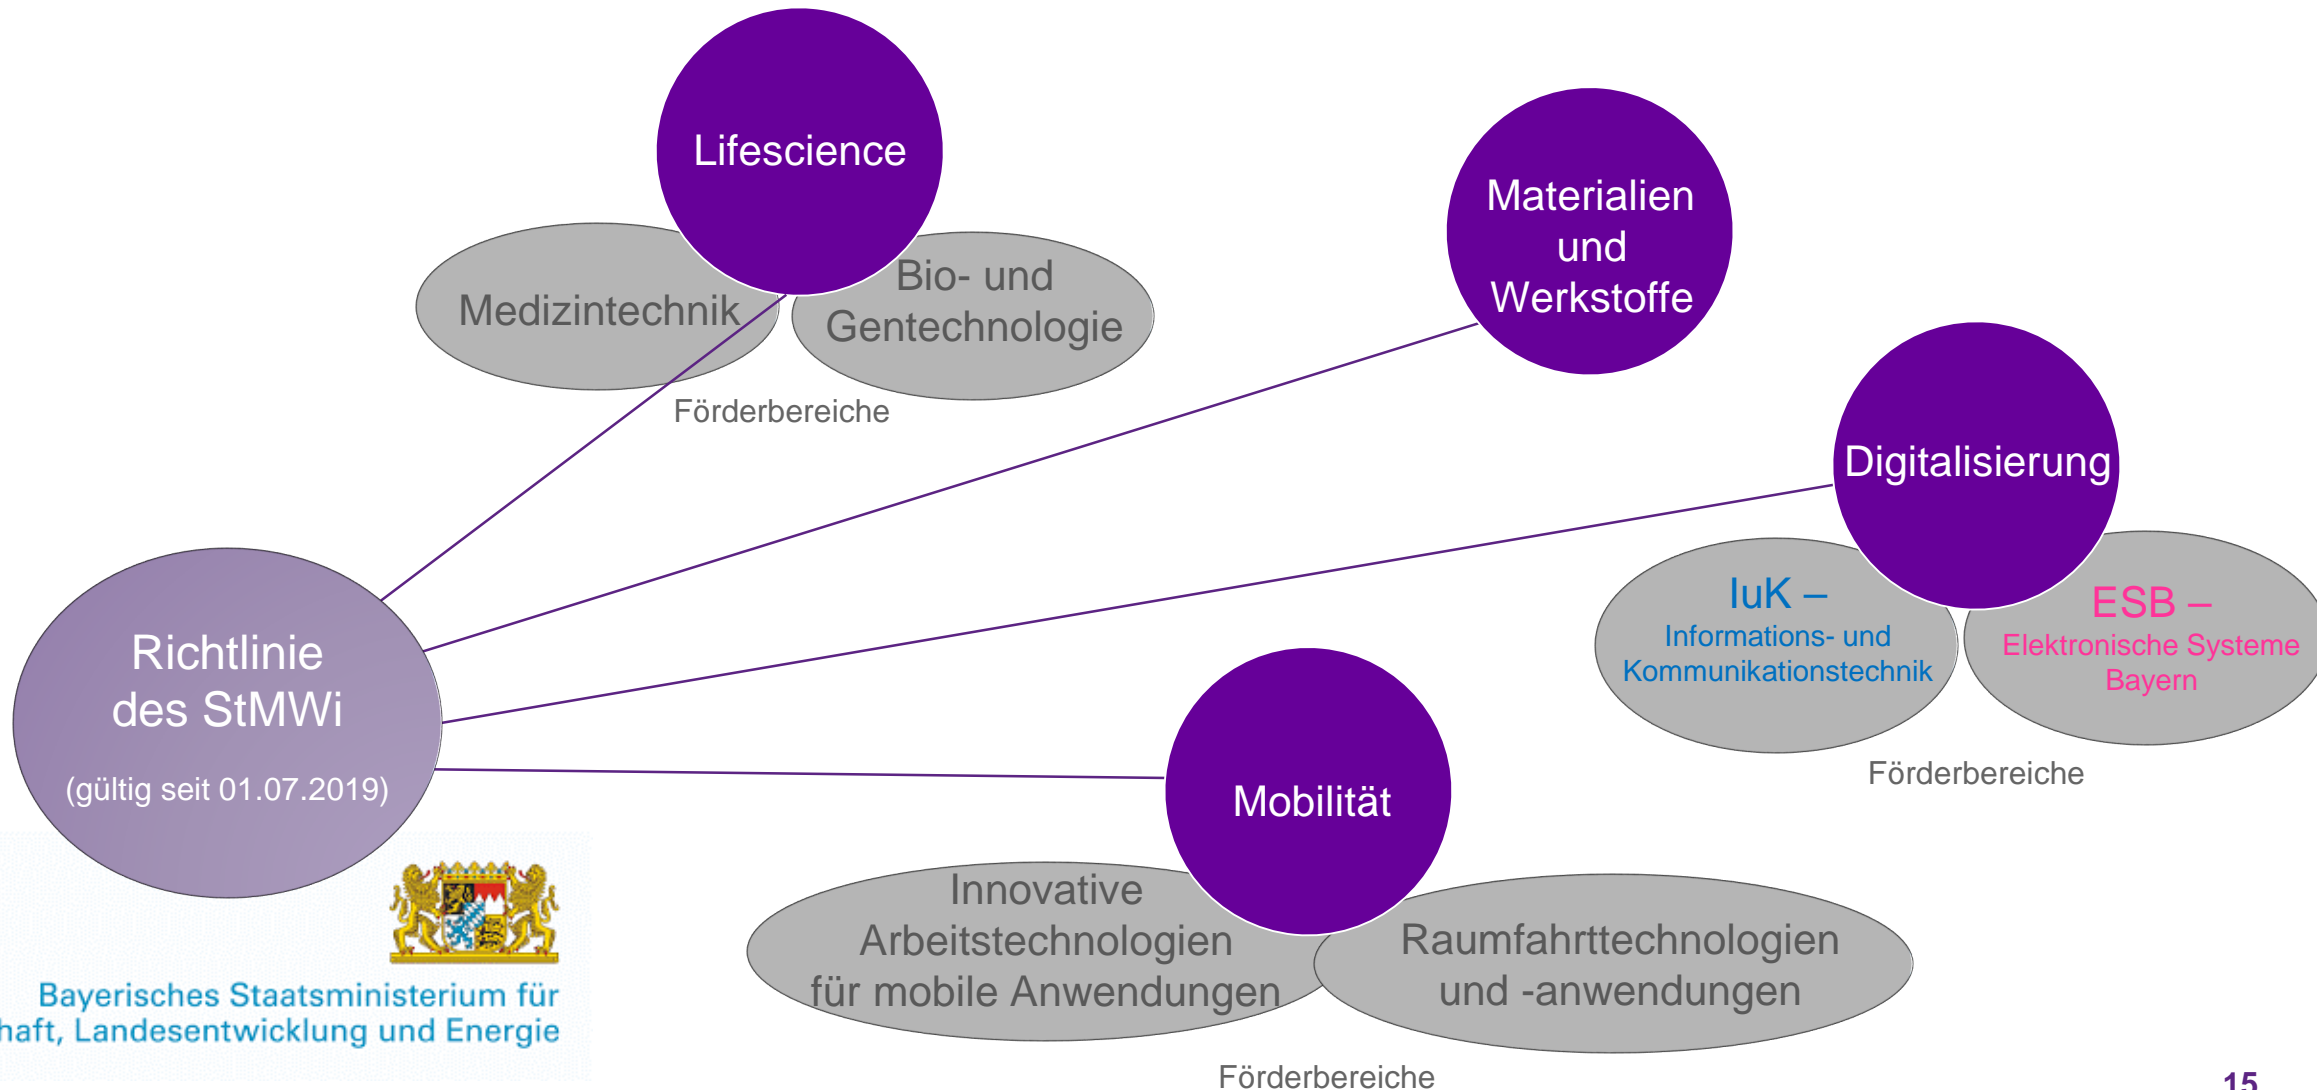 Lifescience
Medizintechnik
Bio- und
Gentechnologie
Förderbereiche
Materialien
und
Werkstoffe
Digitalisierung
IuK –
Informations- und
Kommunikationstechnik
ESB –
Elektronische Systeme
Bayern
Förderbereiche
Richtlinie
des StMWi
(gültig seit 01.07.2019)
Mobilität
Innovative
Arbeitstechnologien
für mobile Anwendungen
Raumfahrttechnologien
und -anwendungen
Förderbereiche
Bayerisches Staatsministerium für
haft, Landesentwicklung und Energie
15